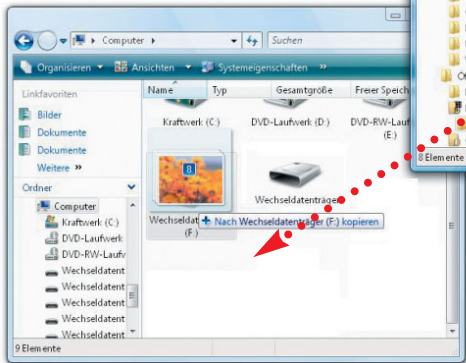 Computer
Suchen
Organisieren
Ansichten
Systemeigenschaften »
Linkfavoriten
Bilder
Dokumente
Dokumente
Weitere »
Ordner
Computer
Kraftwerk (C:)
DVD-Laufwerk
DVD-RW-Laufv
Wechseldatent
Wechseldatent
Wechseldatent
Wechseldatent
Wechseldatent
9 Elemente
Name Typ Gesamtgröße Freier Speich
Kraftwerk (C:) DVD-Laufwerk (D:) DVD-RW-Lauf
(E:)
8
Wechseldatenträger
Wechseldat
(F:)
Nach Wechseldatenträger (F:) kopieren
8 Elemente